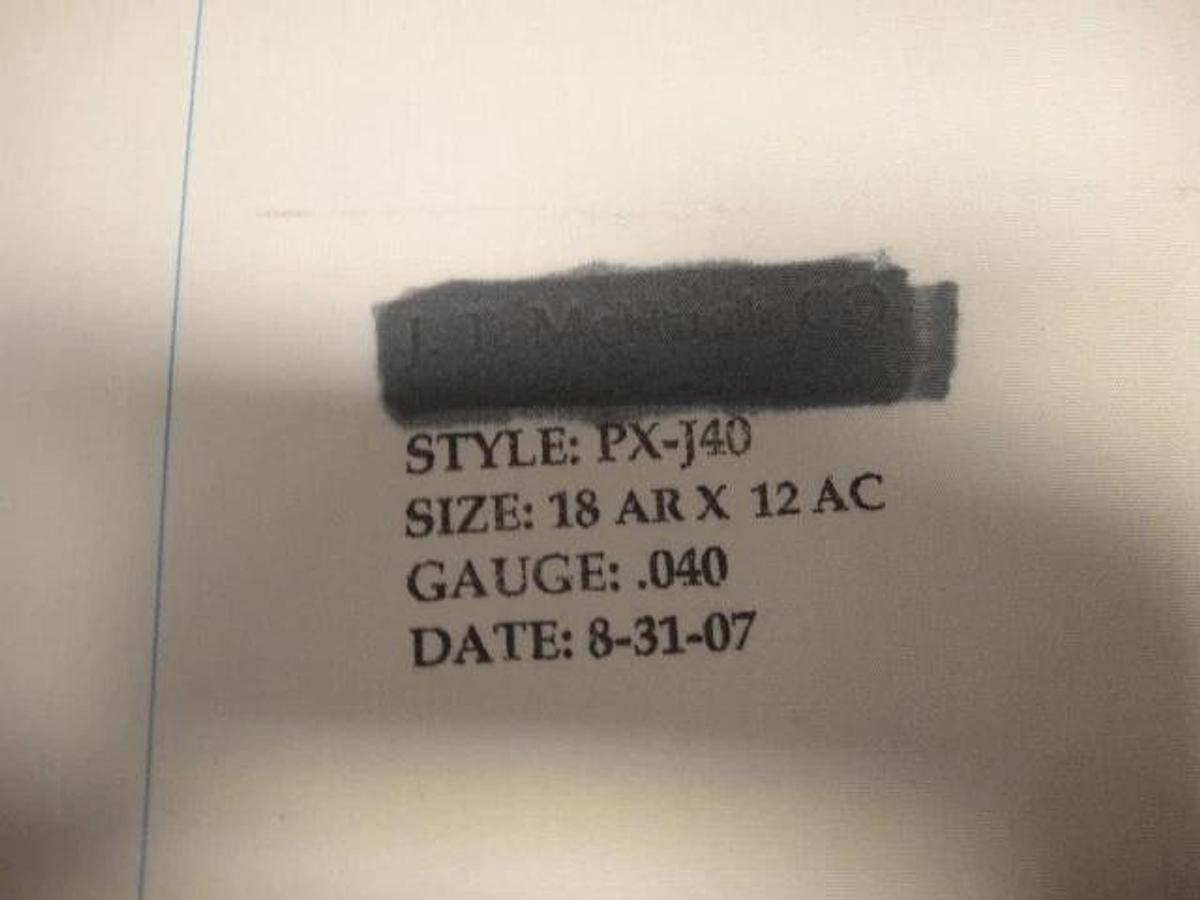 STYLE: PX-J40
SIZE: 18 AR X 12 AC
GAUGE: .040
DATE: 8-31-07